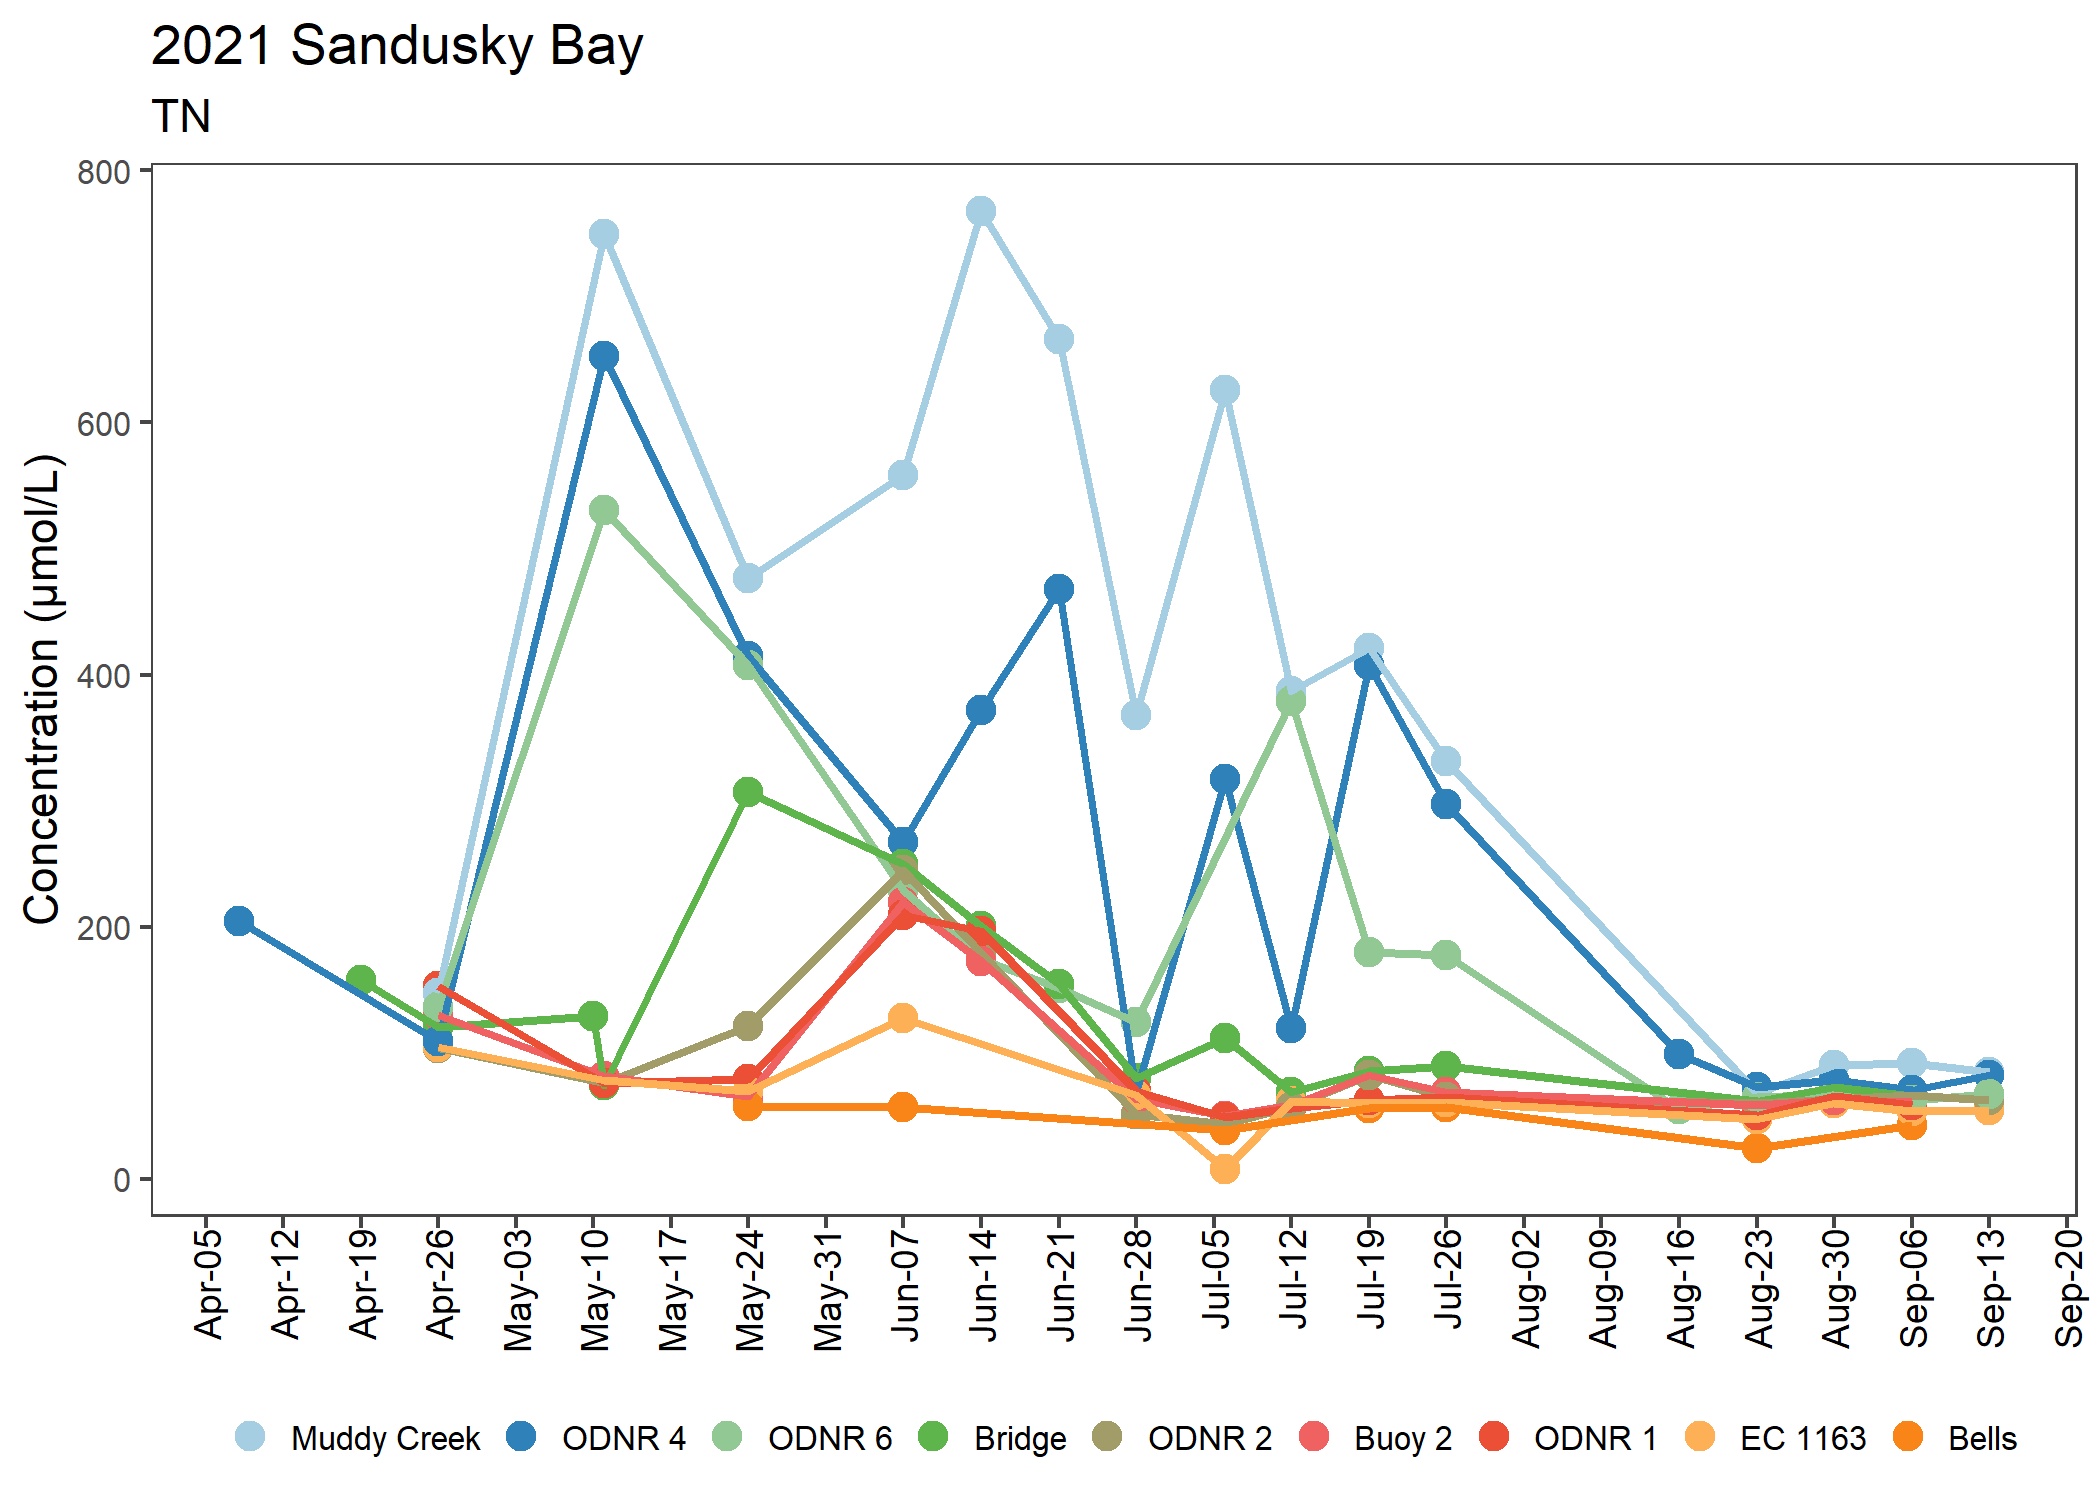 2021 Sandusky Bay
TN
Concentration (µmol/L)
800
600
400
200
0
Apr-05
Apr-12
Apr-19
Apr-26
May-03
May-10
May-17
May-24
May-31
Jun-07
Jun-14
Jun-21
Jun-28
Jul-05
Jul-12
Jul-19
Jul-26
Aug-02
Aug-09
Aug-16
Aug-23
Aug-30
Sep-06
Sep-13
Sep-20
Muddy Creek
ODNR 4
ODNR 6
Bridge
ODNR 2
Buoy 2
ODNR 1
EC 1163
Bells